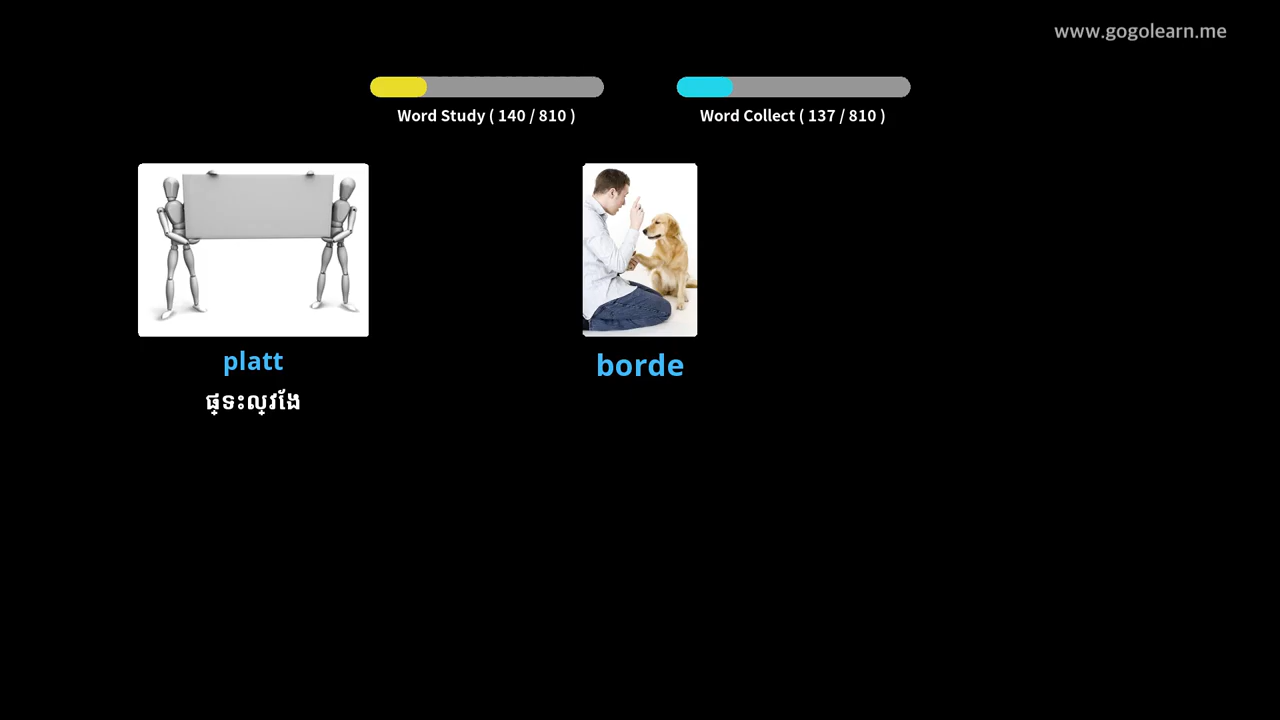 www.gogolearn.me
Word Study ( 140 / 810 )
Word Collect ( 137 / 810 )
platt
ផ្ទះល្វែង
borde